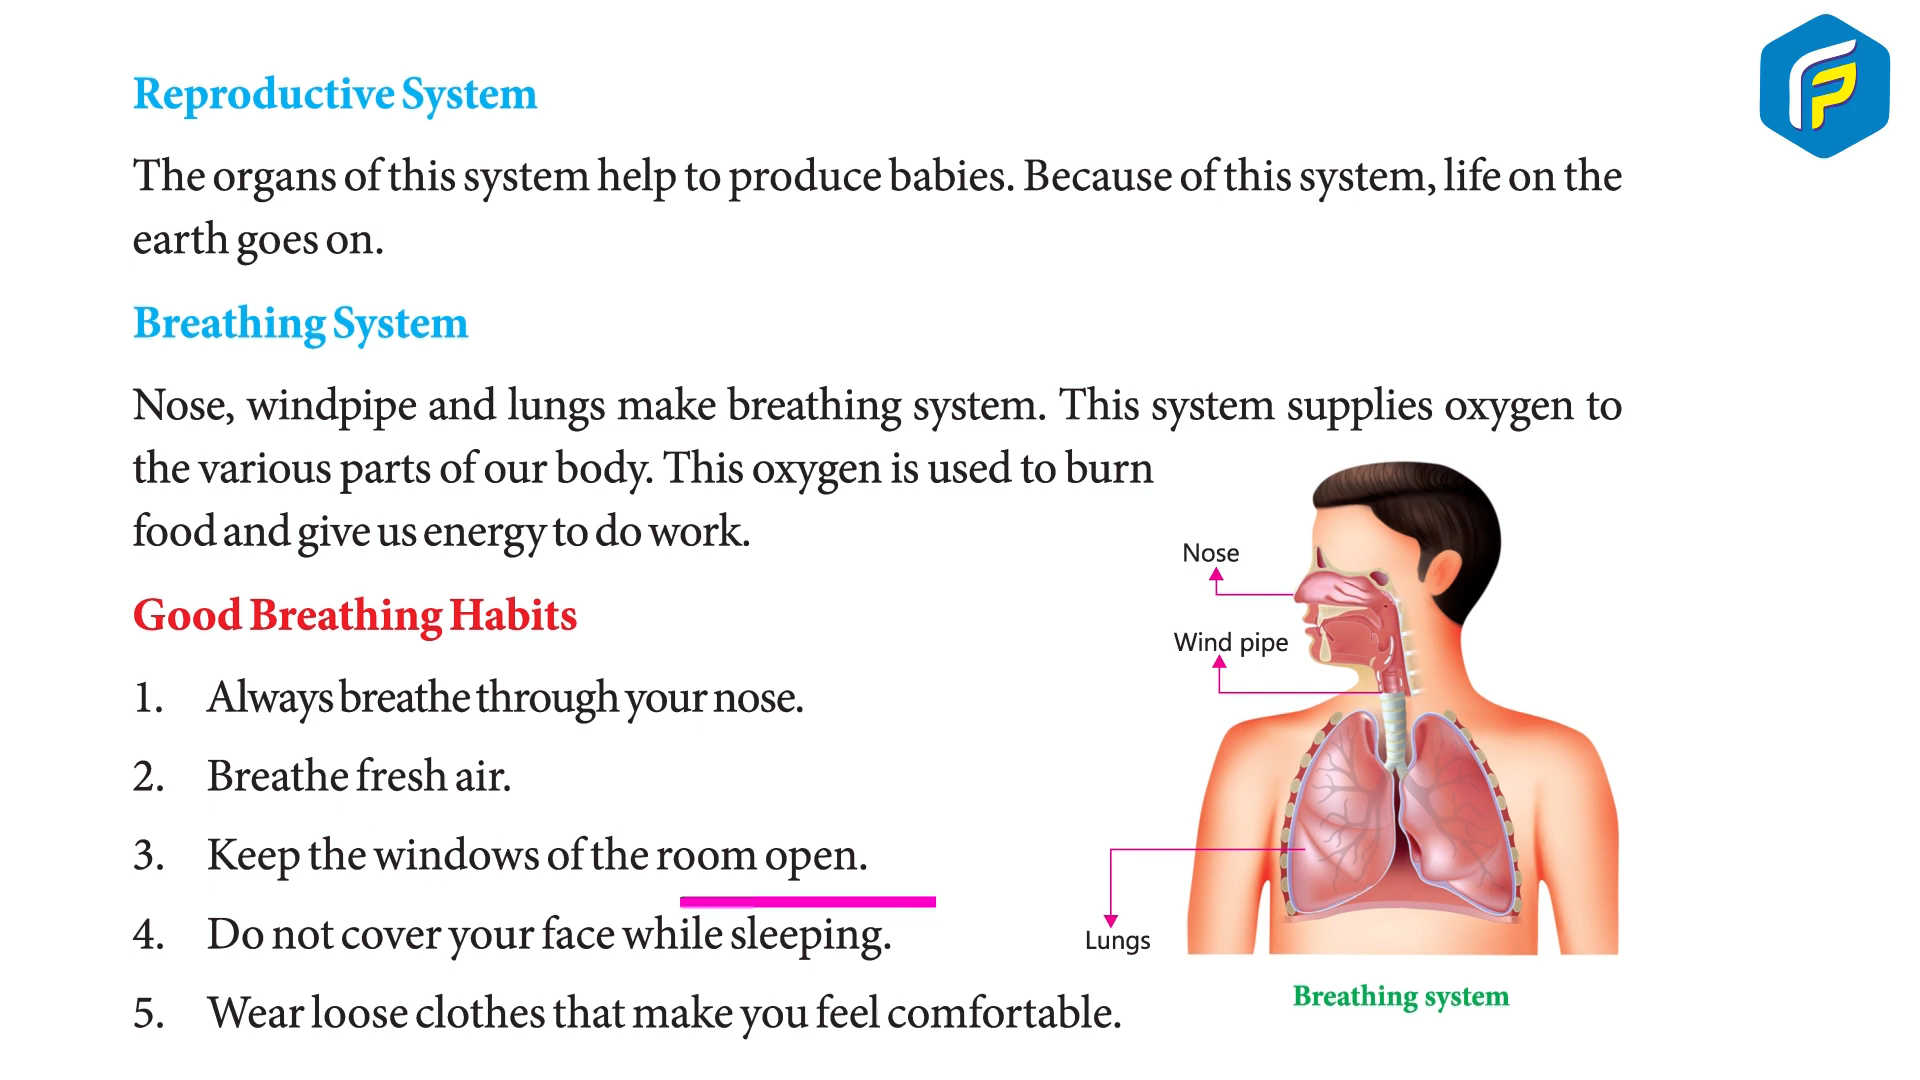 Reproductive System
The organs of this system help to produce babies. Because of this system, life on the
earth goes on.
Breathing System
Nose, windpipe and lungs make breathing system. This system supplies oxygen to
the various parts of our body. This oxygen is used to burn
food and give us energy to do work.
Good Breathing Habits
1. Always breathe through your nose.
2. Breathe fresh air.
3. Keep the windows of the room open.
4. Do not cover your face while sleeping.
5. Wear loose clothes that make you feel comfortable.
Nose
Wind pipe
Lungs
Breathing system